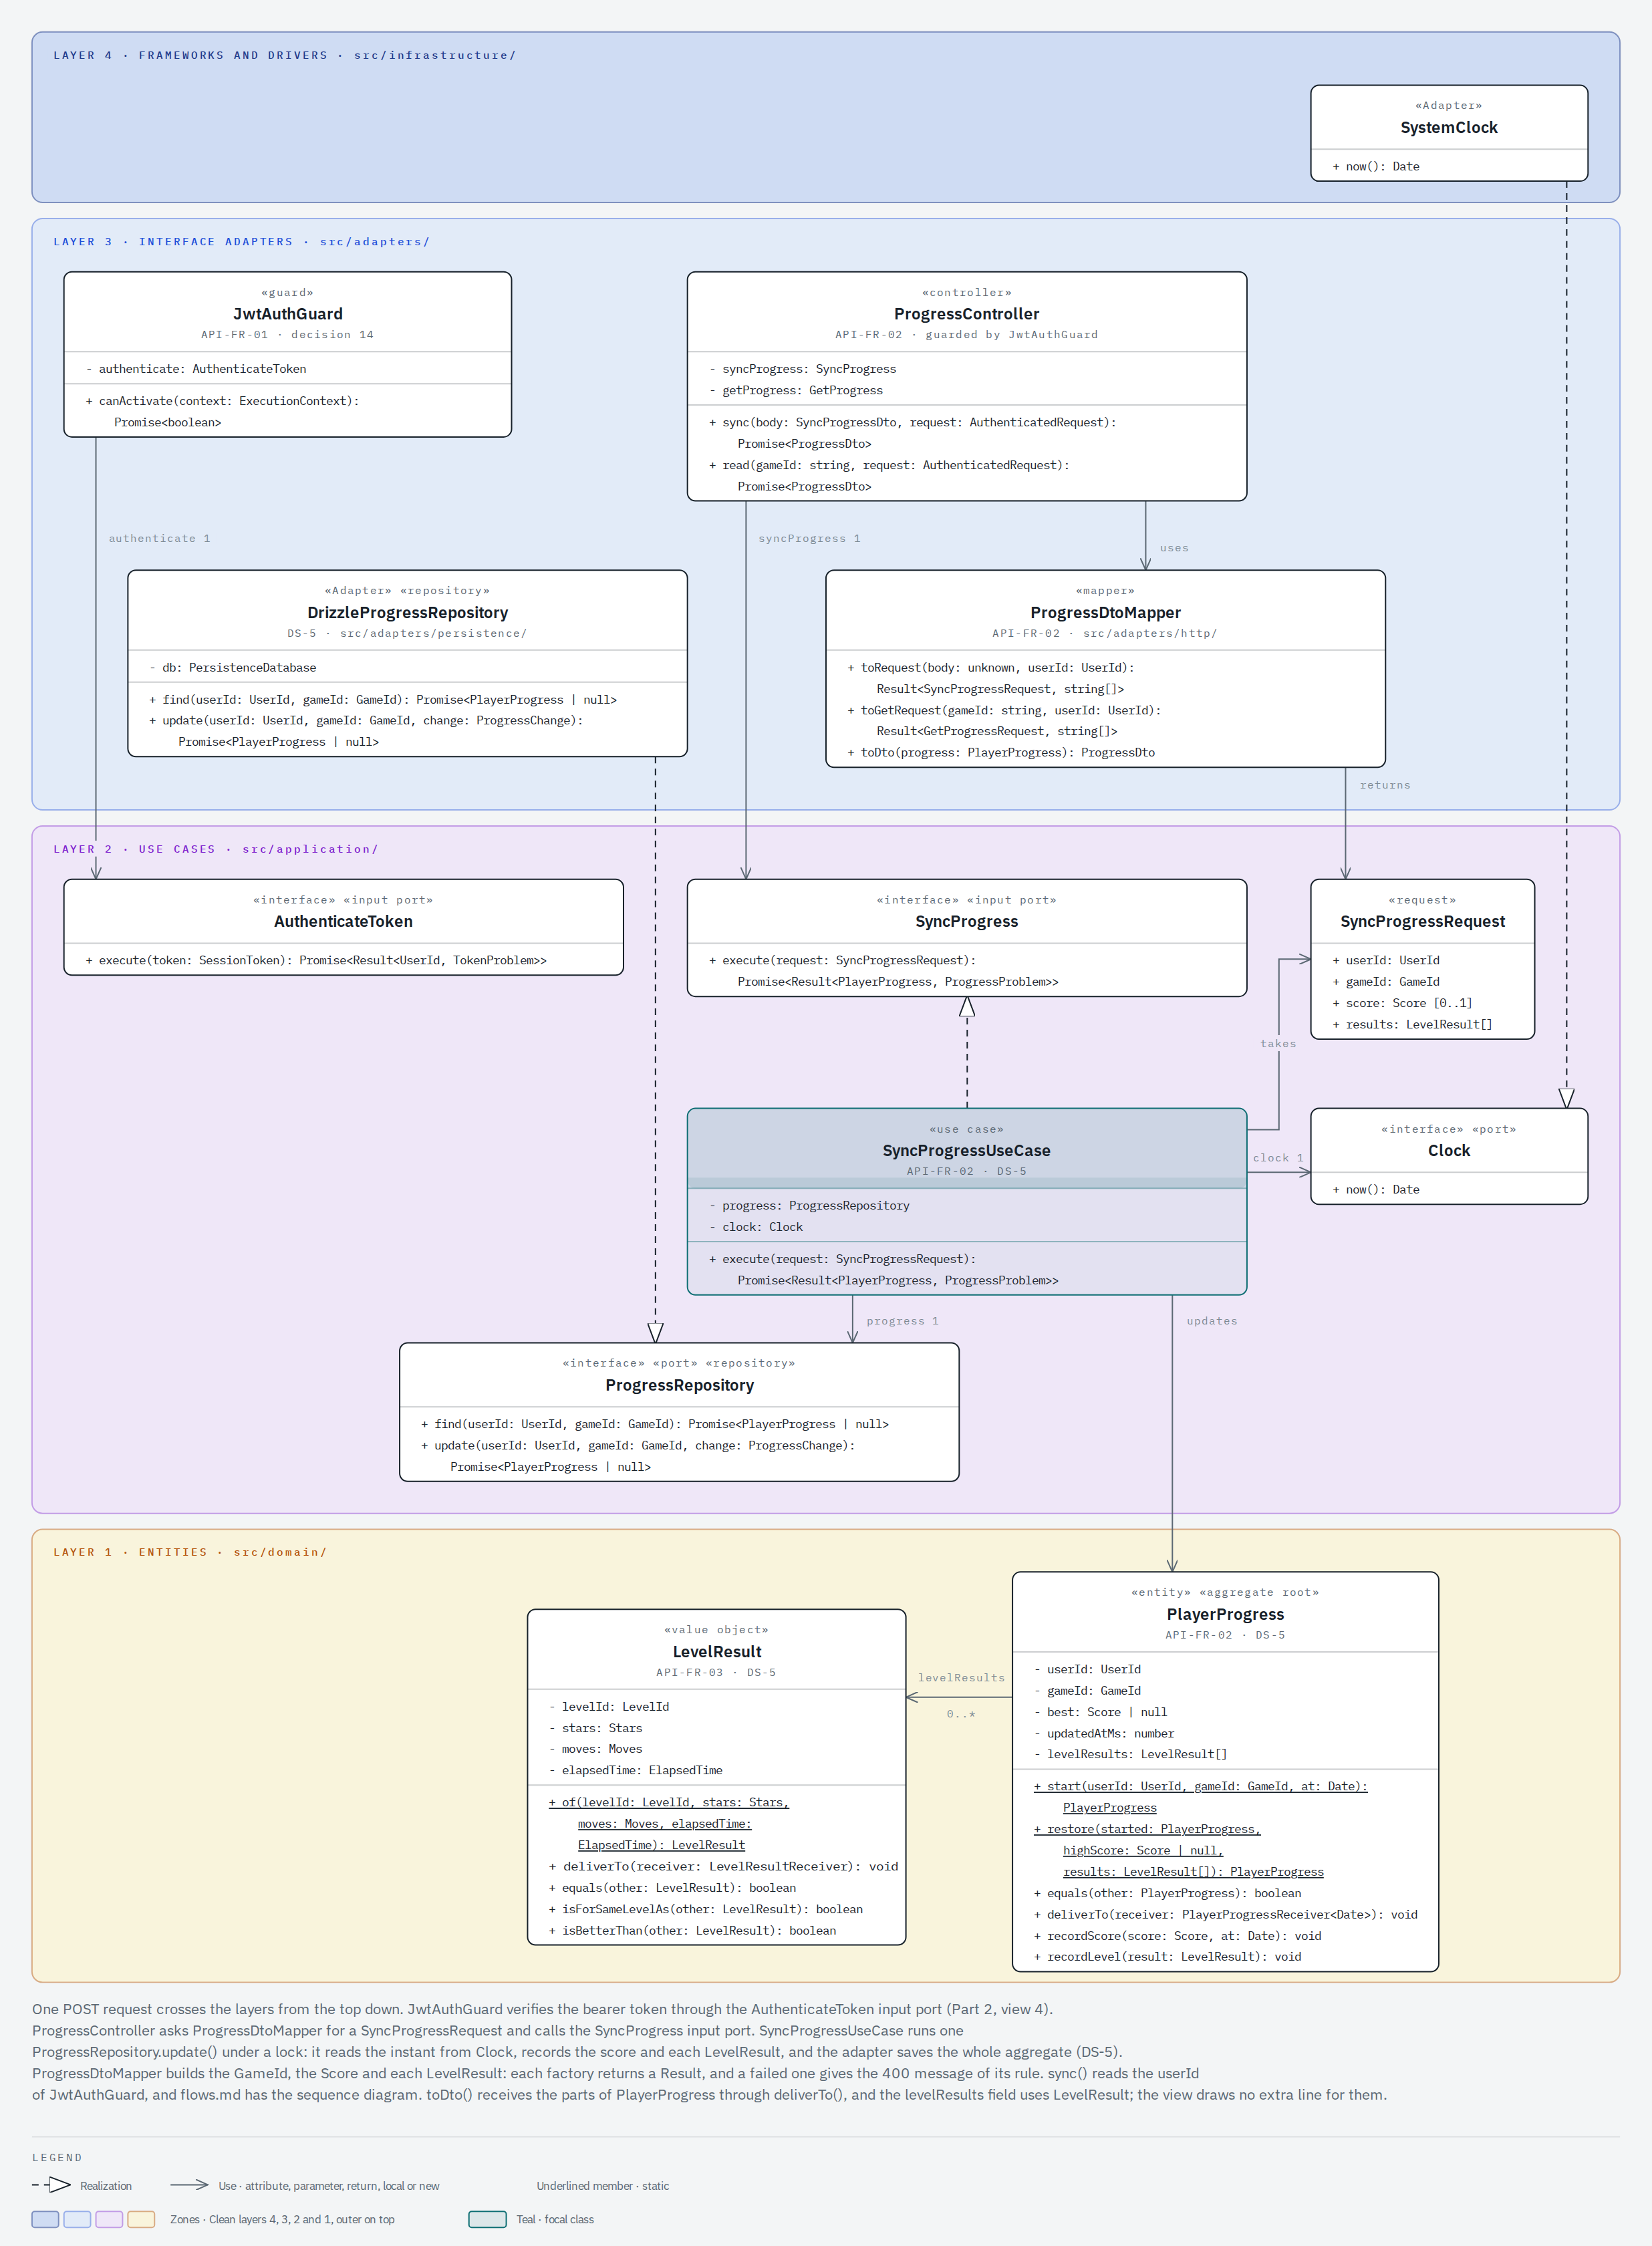 LAYER 4 · FRAMEWORKS AND DRIVERS · src/infrastructure/
«Adapter»
SystemClock
+ now(): Date
LAYER 3 · INTERFACE ADAPTERS · src/adapters/
«guard»
JwtAuthGuard
API-FR-01 · decision 14
- authenticate: AuthenticateToken
+ canActivate(context: ExecutionContext):
Promise<boolean>
«controller»
ProgressController
API-FR-02 · guarded by JwtAuthGuard
- syncProgress: SyncProgress
- getProgress: GetProgress
+ sync(body: SyncProgressDto, request: AuthenticatedRequest):
Promise<ProgressDto>
+ read(gameId: string, request: AuthenticatedRequest):
Promise<ProgressDto>
authenticate 1
syncProgress 1
uses
«Adapter» «repository»
DrizzleProgressRepository
DS-5 · src/adapters/persistence/
- db: PersistenceDatabase
+ find(userId: UserId, gameId: GameId): Promise<PlayerProgress | null>
+ update(userId: UserId, gameId: GameId, change: ProgressChange):
Promise<PlayerProgress | null>
«mapper»
ProgressDtoMapper
API-FR-02 · src/adapters/http/
+ toRequest(body: unknown, userId: UserId):
Result<SyncProgressRequest, string[]>
+ toGetRequest(gameId: string, userId: UserId):
Result<GetProgressRequest, string[]>
+ toDto(progress: PlayerProgress): ProgressDto
returns
LAYER 2 · USE CASES · src/application/
«interface» «input port»
AuthenticateToken
+ execute(token: SessionToken): Promise<Result<UserId, TokenProblem>>
«interface» «input port»
SyncProgress
+ execute(request: SyncProgressRequest):
Promise<Result<PlayerProgress, ProgressProblem>>
«request»
SyncProgressRequest
+ userId: UserId
+ gameId: GameId
+ score: Score [0..1]
+ results: LevelResult[]
takes
«use case»
SyncProgressUseCase
API-FR-02 · DS-5
- progress: ProgressRepository
- clock: Clock
+ execute(request: SyncProgressRequest):
Promise<Result<PlayerProgress, ProgressProblem>>
clock 1
«interface» «port»
Clock
+ now(): Date
progress 1
updates
«interface» «port» «repository»
ProgressRepository
+ find(userId: UserId, gameId: GameId): Promise<PlayerProgress | null>
+ update(userId: UserId, gameId: GameId, change: ProgressChange):
Promise<PlayerProgress | null>
LAYER 1 · ENTITIES · src/domain/
«value object»
LevelResult
API-FR-03 · DS-5
- levelId: LevelId
- stars: Stars
- moves: Moves
- elapsedTime: ElapsedTime
+ of(levelId: LevelId, stars: Stars,
moves: Moves, elapsedTime:
ElapsedTime): LevelResult
+ deliverTo(receiver: LevelResultReceiver): void
+ equals(other: LevelResult): boolean
+ isForSameLevelAs(other: LevelResult): boolean
+ isBetterThan(other: LevelResult): boolean
levelResults
0..*
«entity» «aggregate root»
PlayerProgress
API-FR-02 · DS-5
- userId: UserId
- gameId: GameId
- best: Score | null
- updatedAtMs: number
- levelResults: LevelResult[]
+ start(userId: UserId, gameId: GameId, at: Date):
PlayerProgress
+ restore(started: PlayerProgress,
highScore: Score | null,
results: LevelResult[]): PlayerProgress
+ equals(other: PlayerProgress): boolean
+ deliverTo(receiver: PlayerProgressReceiver<Date>): void
+ recordScore(score: Score, at: Date): void
+ recordLevel(result: LevelResult): void
One POST request crosses the layers from the top down. JwtAuthGuard verifies the bearer token through the AuthenticateToken input port (Part 2, view 4).
ProgressController asks ProgressDtoMapper for a SyncProgressRequest and calls the SyncProgress input port. SyncProgressUseCase runs one
ProgressRepository.update() under a lock: it reads the instant from Clock, records the score and each LevelResult, and the adapter saves the whole aggregate (DS-5).
ProgressDtoMapper builds the GameId, the Score and each LevelResult: each factory returns a Result, and a failed one gives the 400 message of its rule. sync() reads the userId
of JwtAuthGuard, and flows.md has the sequence diagram. toDto() receives the parts of PlayerProgress through deliverTo(), and the levelResults field uses LevelResult; the view draws no extra line for them.
LEGEND
Realization
Use · attribute, parameter, return, local or new
Underlined member · static
Zones · Clean layers 4, 3, 2 and 1, outer on top
Teal · focal class